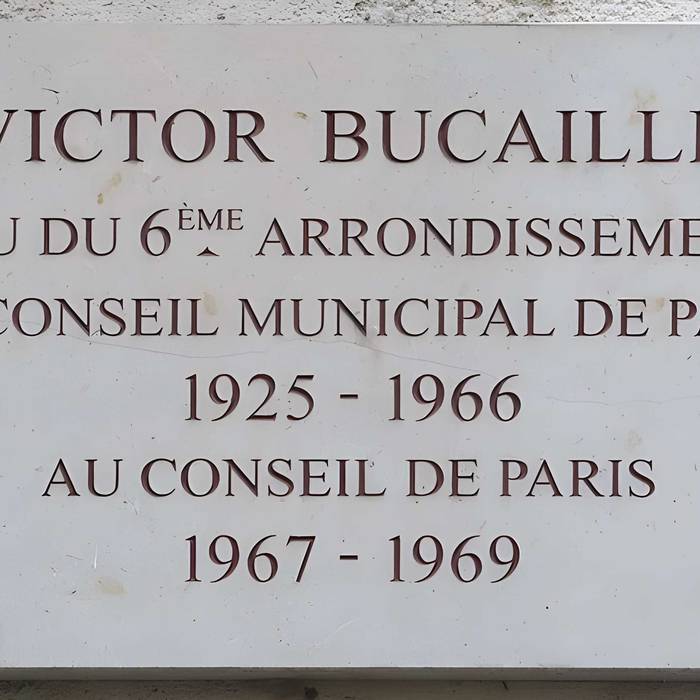 VICTOR BUCAILL
U DU 6ÈME ARRONDISSEME
CONSEIL MUNICIPAL DE PA
1925 - 1966
AU CONSEIL DE PARIS
1967 - 1969